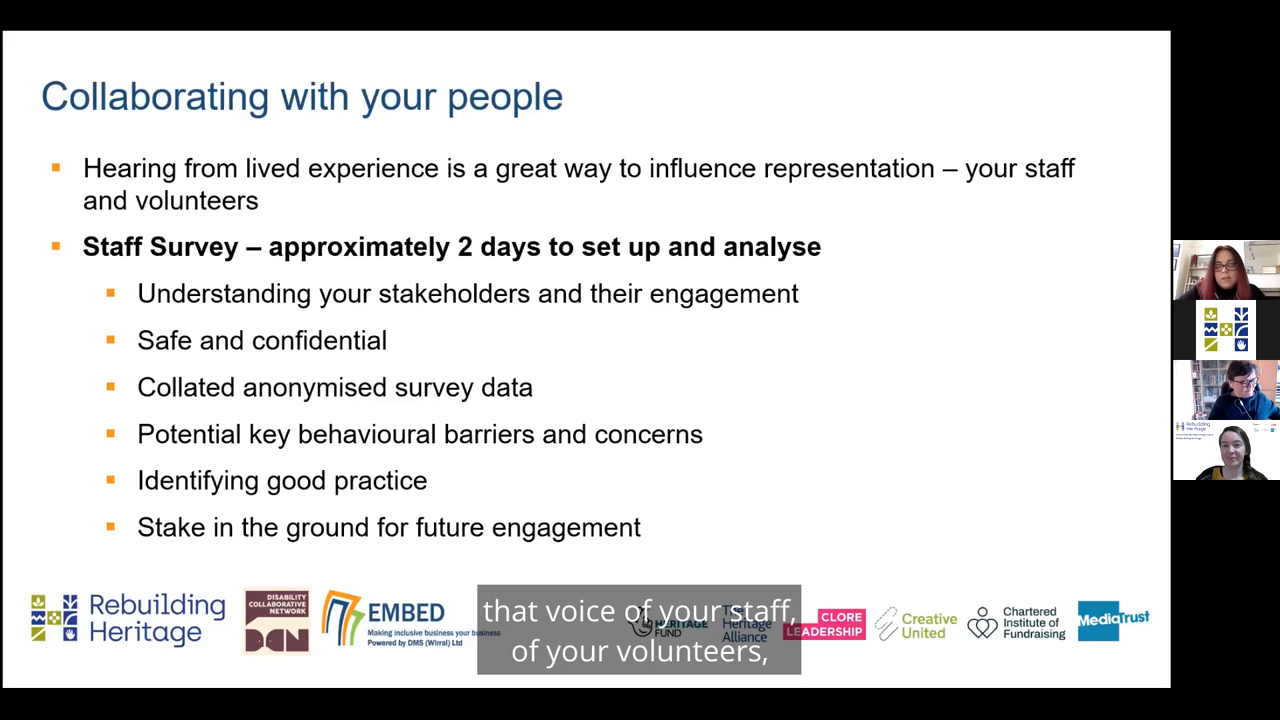 Collaborating with your people
▪ Hearing from lived experience is a great way to influence representation – your staff
and volunteers
▪ Staff Survey – approximately 2 days to set up and analyse
▪ Understanding your stakeholders and their engagement
▪ Safe and confidential
▪ Collated anonymised survey data
▪ Potential key behavioural barriers and concerns
▪ Identifying good practice
▪ Stake in the ground for future engagement
Rebuilding
Heritage
DISABILITY
COLLABORATIVE
NETWORK
DCN
EMBED
Making inclusive business your business
Powered by DMS (Wirral) Ltd
that voice of your staff,
of your volunteers,
HERITAGE
FUND
The
Heritage
Alliance
CLORE
LEADERSHIP
Creative
United
Chartered
Institute of
Fundraising
MediaTrust
Rebuilding
Heritage